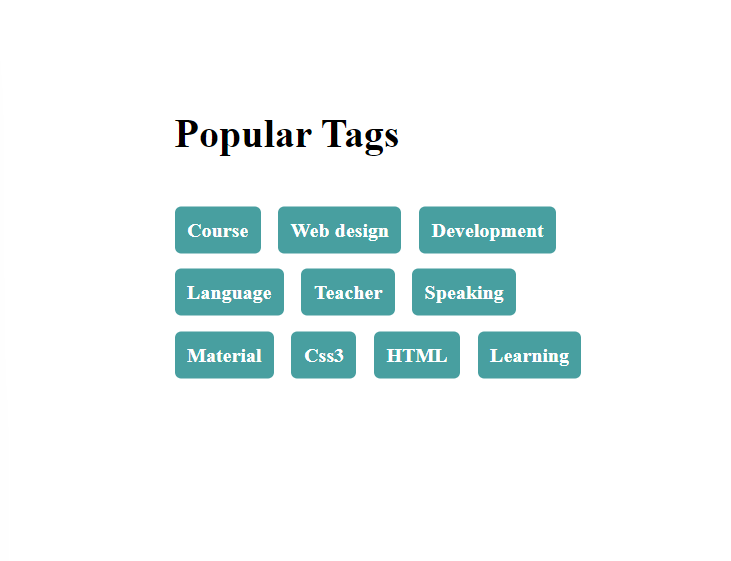 Popular Tags
Course Web design Development
Language Teacher Speaking
Material Css3 HTML Learning